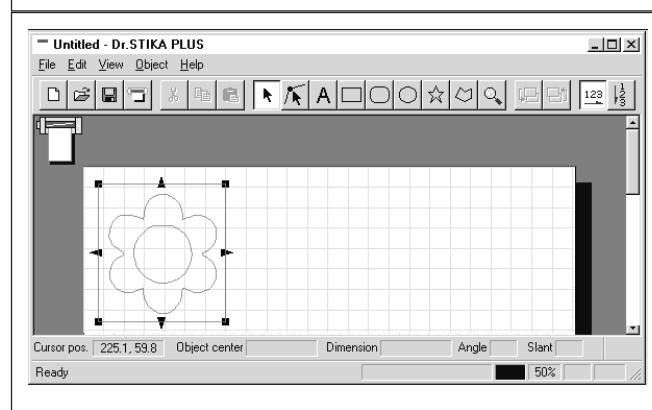 Untitled - Dr.STIKA PLUS
File Edit View Object Help
A 123 123
Cursor pos. 225.1, 59.8 Object center Dimension Angle Slant
Ready 50%